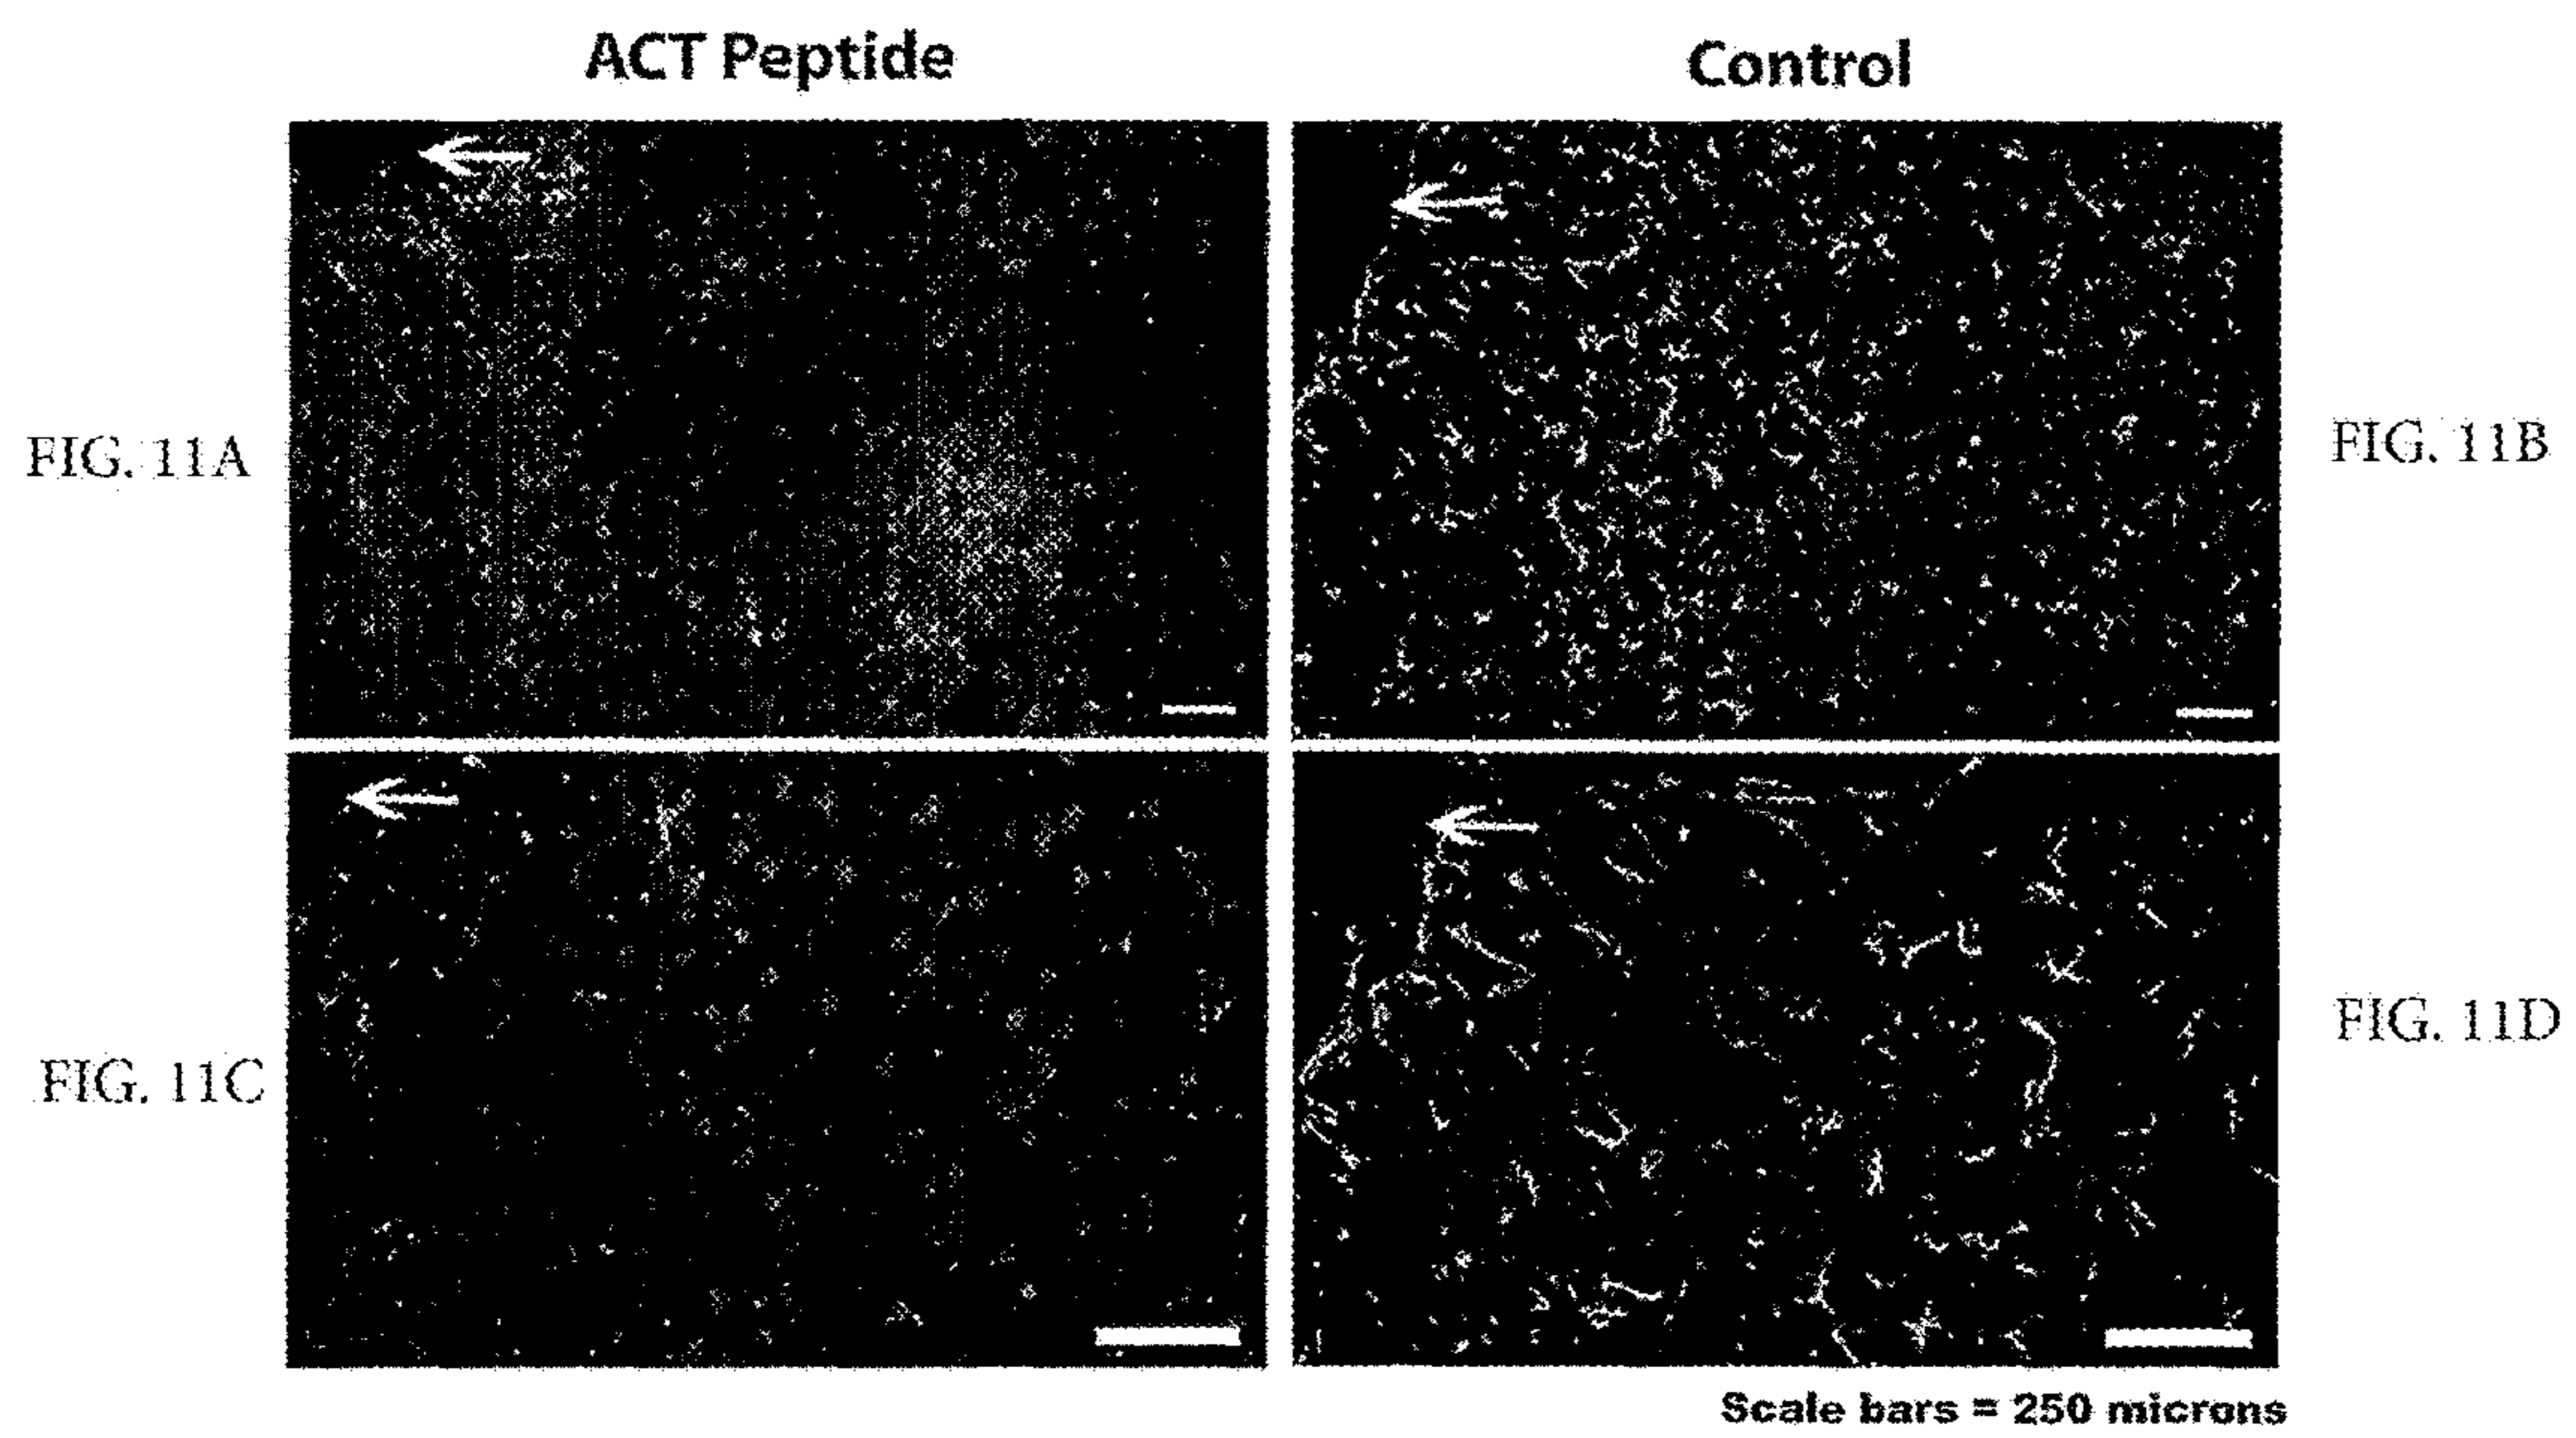 ACT Peptide
Control
FIG. 11A
FIG. 11B
FIG. 11C
FIG. 11D
Scale bars = 250 microns